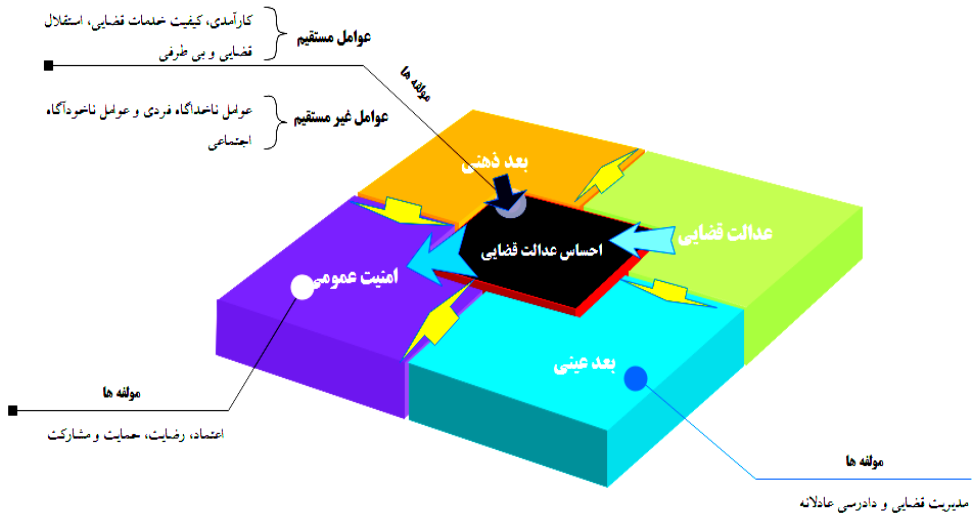 کارآمدی، کیفیت خدمات قضایی، استقلال
قضایی و بی طرفی
عوامل مستقیم
مولفه ها
عوامل ناخداگاه فردی و عوامل ناخودآگاه
اجتماعی
عوامل غیر مستقیم
بعد ذهنی
عدالت قضایی
احساس عدالت قضایی
امنیت عمومی
بعد عینی
مولفه ها
اعتماد، رضایت، حمایت و مشارکت
مولفه ها
مدیریت قضایی و دادرسی عادلانه